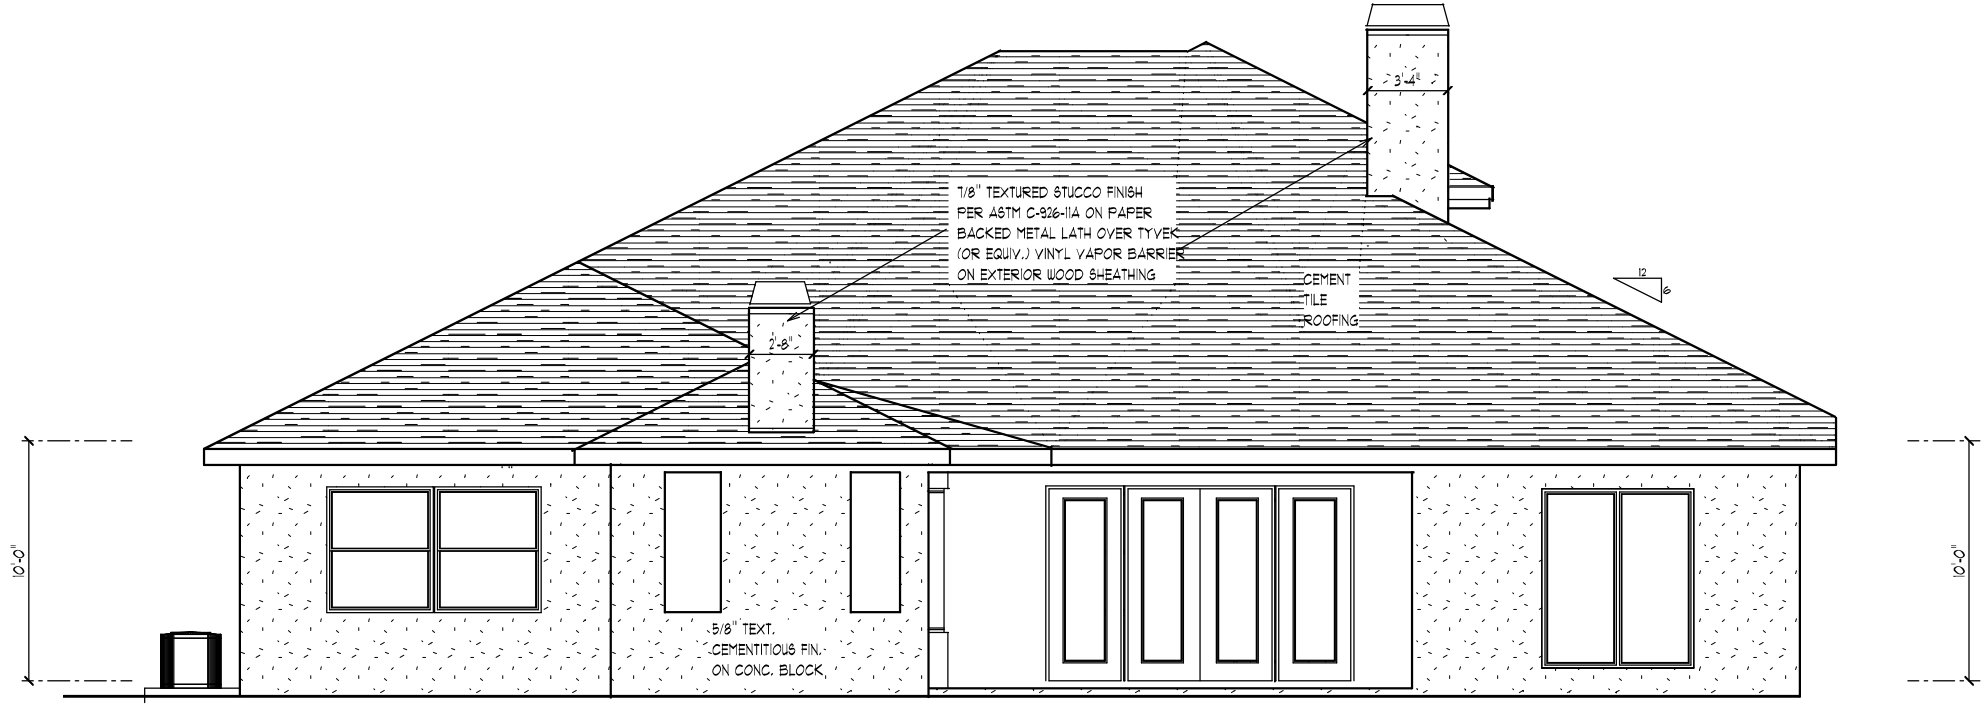 3'-4"
7/8" TEXTURED STUCCO FINISH
PER ASTM C-926-11A ON PAPER
BACKED METAL LATH OVER TYVEK
(OR EQUIV.) VINYL VAPOR BARRIER
ON EXTERIOR WOOD SHEATHING
CEMENT
TILE
ROOFING
12
6
2'-8"
10'-0"
10'-0"
5/8" TEXT.
CEMENTITIOUS FIN.
ON CONC. BLOCK